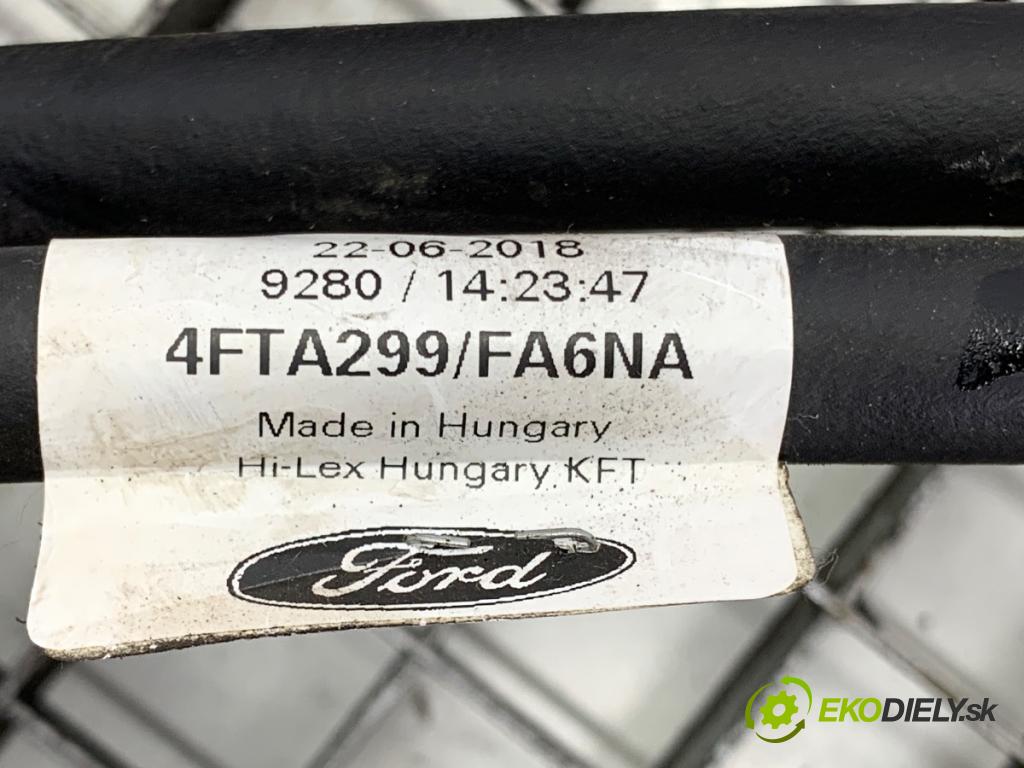 22-06-2018
9280 / 14:23:47
4FTA299/FA6NA
Made in Hungary
Hi-Lex Hungary KFT
Ford
EKODIELY.sk